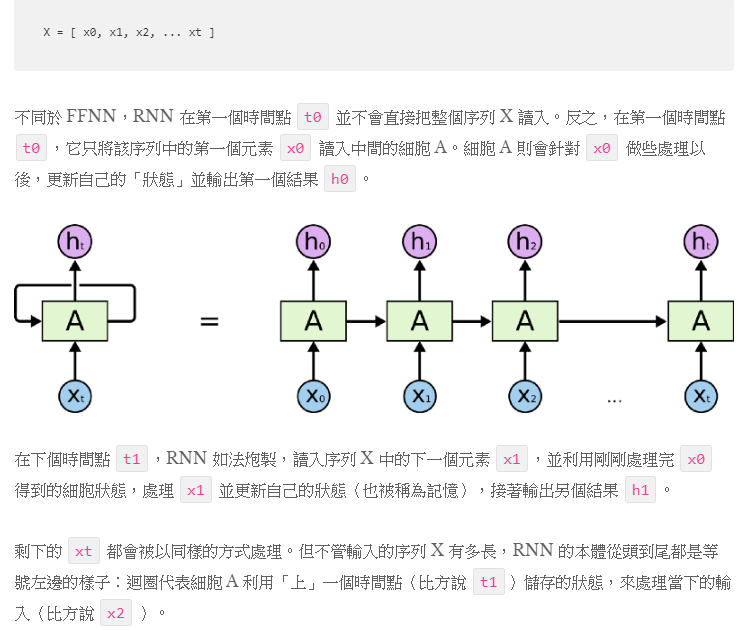 X = [ x0, x1, x2, ... xt ]
不同於 FFNN，RNN 在第一個時間點 t0 並不會直接把整個序列 X 讀入。反之，在第一個時間點
t0 ，它只將該序列中的第一個元素 x0 讀入中間的細胞 A。細胞 A 則會針對 x0 做些處理以
後，更新自己的「狀態」並輸出第一個結果 h0 。
ht h0 h1 h2 ht
A = A A A A
xt x0 x1 x2 ... xt
在下個時間點 t1 ，RNN 如法炮製，讀入序列 X 中的下一個元素 x1 ，並利用剛剛處理完 x0
得到的細胞狀態，處理 x1 並更新自己的狀態（也被稱為記憶），接著輸出另個結果 h1 。
剩下的 xt 都會被以同樣的方式處理。但不管輸入的序列 X 有多長，RNN 的本體從頭到尾都是等
號左邊的樣子：迴圈代表細胞 A 利用「上」一個時間點（比方說 t1 ）儲存的狀態，來處理當下的輸
入（比方說 x2 ）。